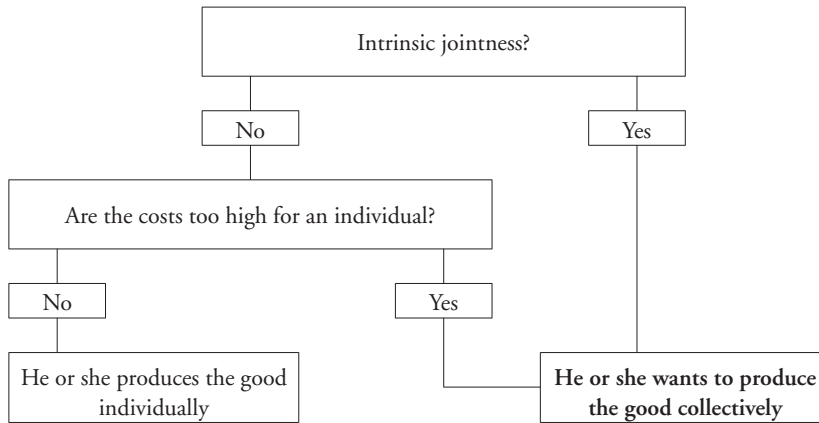 Intrinsic jointness?
No
Yes
Are the costs too high for an individual?
No
Yes
He or she produces the good
individually
He or she wants to produce
the good collectively